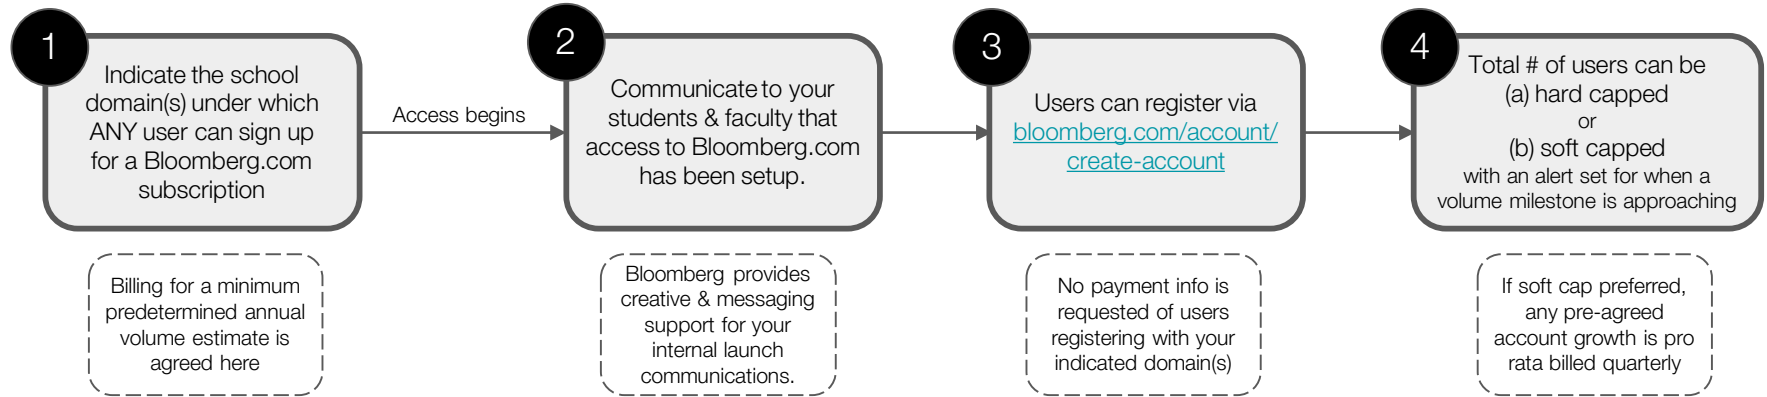 1
Indicate the school
domain(s) under which
ANY user can sign up
for a Bloomberg.com
subscription
Access begins
2
Communicate to your
students & faculty that
access to Bloomberg.com
has been setup.
3
Users can register via
bloomberg.com/account/
create-account
4
Total # of users can be
(a) hard capped
or
(b) soft capped
with an alert set for when a
volume milestone is approaching
Billing for a minimum
predetermined annual
volume estimate is
agreed here
Bloomberg provides
creative & messaging
support for your
internal launch
communications.
No payment info is
requested of users
registering with your
indicated domain(s)
If soft cap preferred,
any pre-agreed
account growth is pro
rata billed quarterly